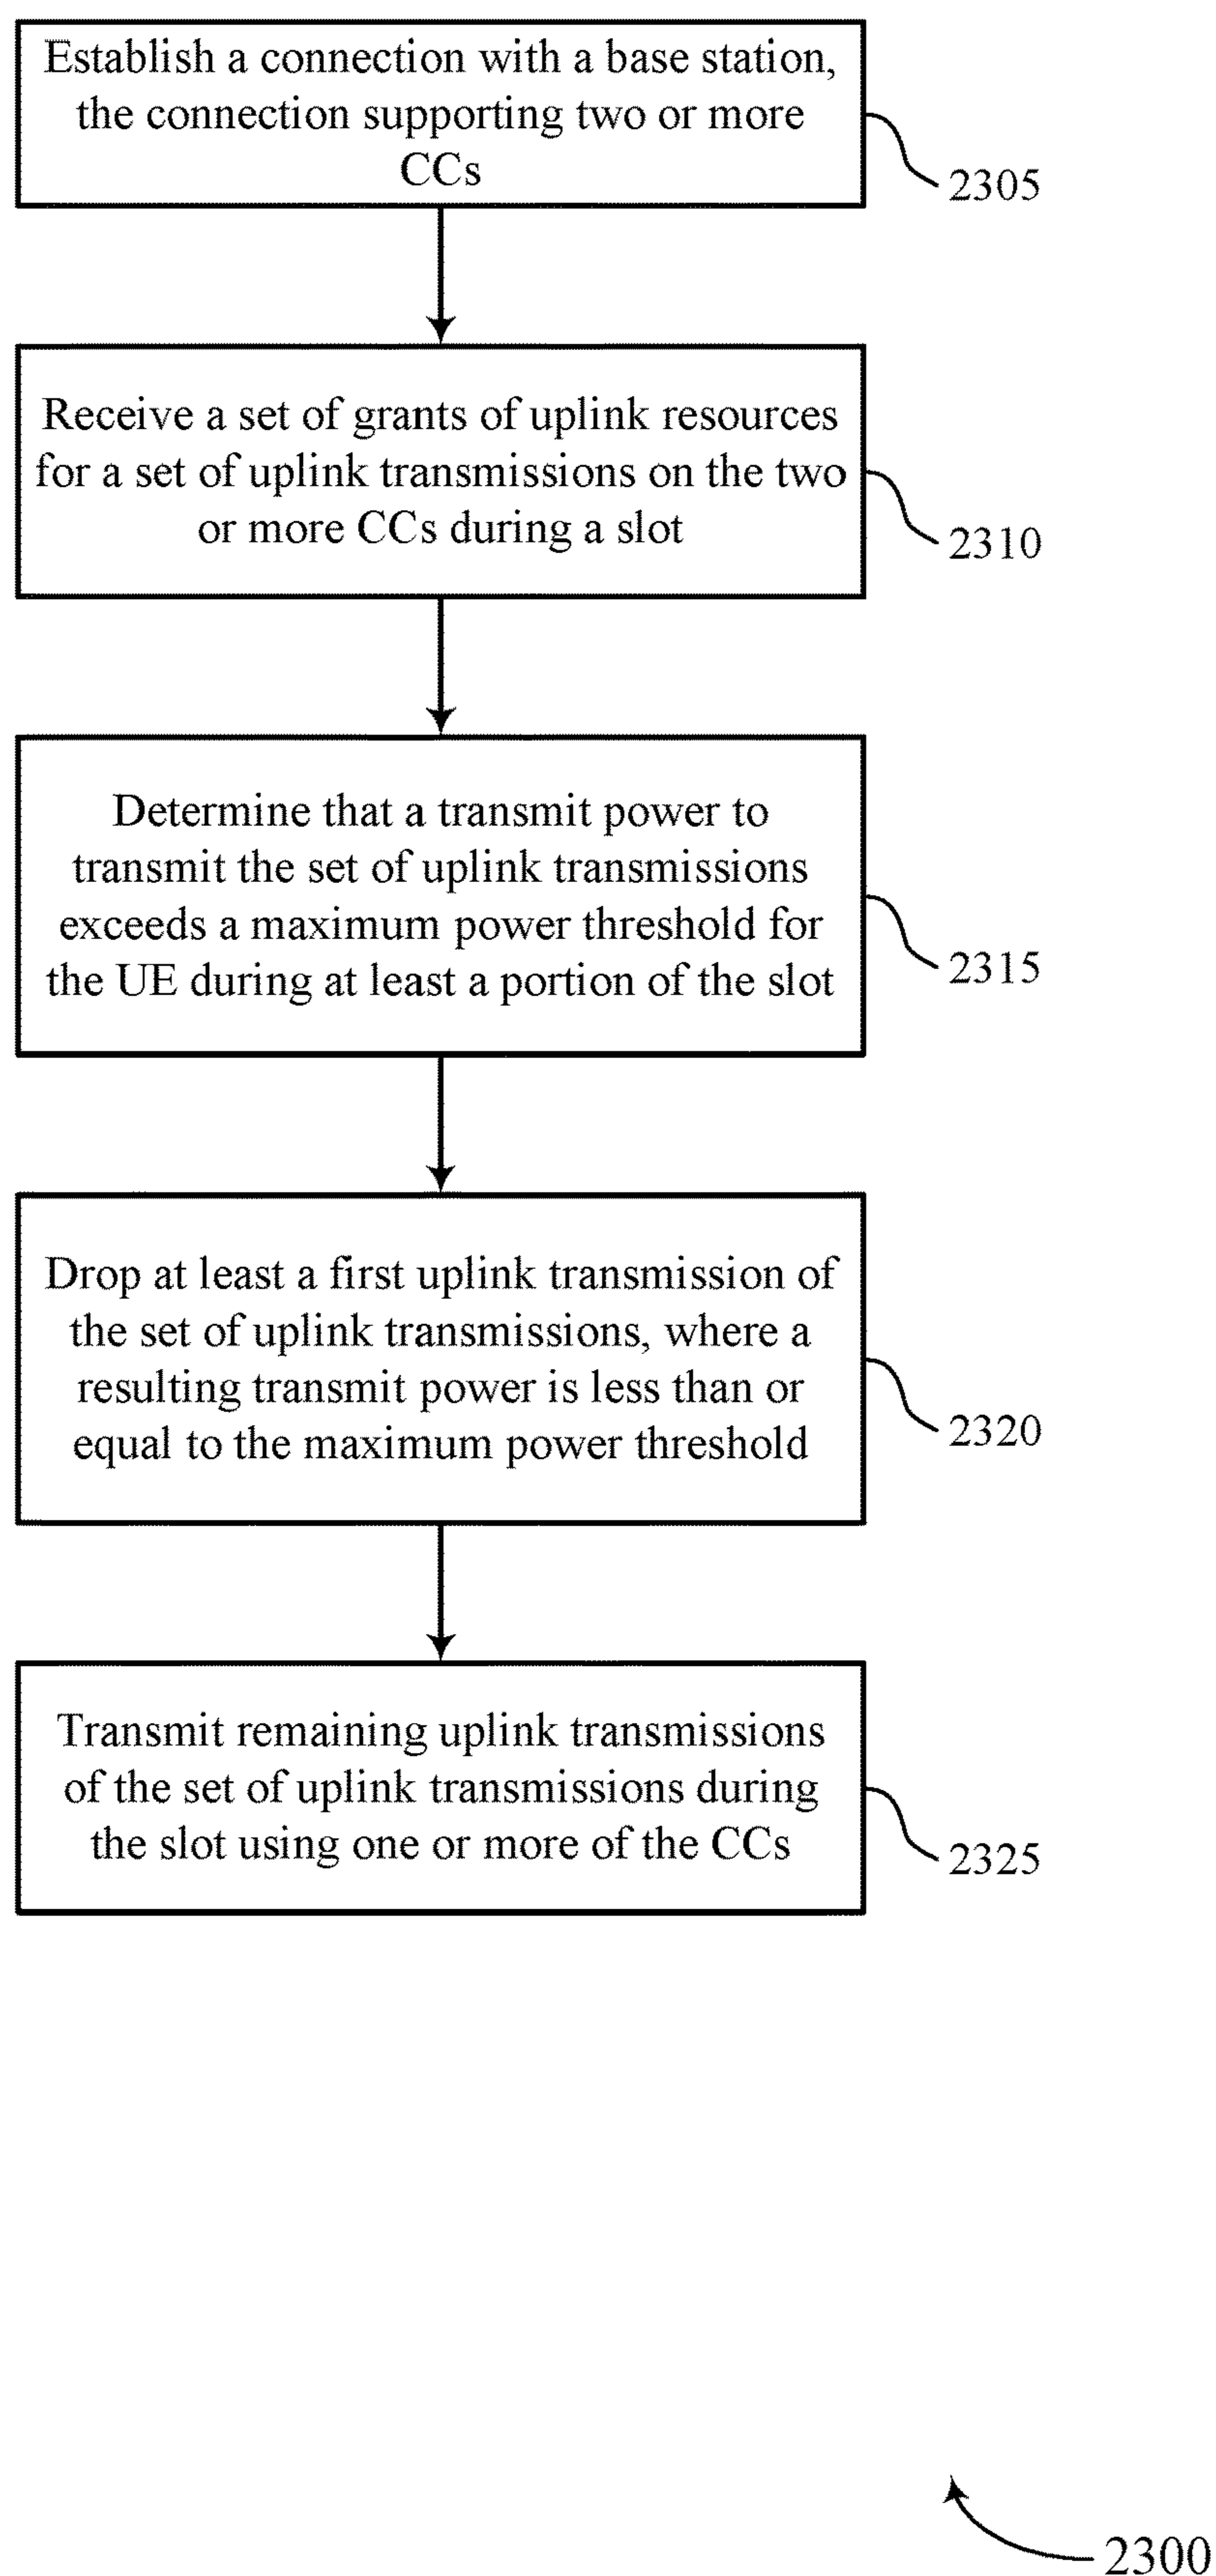 Establish a connection with a base station,
the connection supporting two or more
CCs
2305
Receive a set of grants of uplink resources
for a set of uplink transmissions on the two
or more CCs during a slot
2310
Determine that a transmit power to
transmit the set of uplink transmissions
exceeds a maximum power threshold for
the UE during at least a portion of the slot
2315
Drop at least a first uplink transmission of
the set of uplink transmissions, where a
resulting transmit power is less than or
equal to the maximum power threshold
2320
Transmit remaining uplink transmissions
of the set of uplink transmissions during
the slot using one or more of the CCs
2325
2300